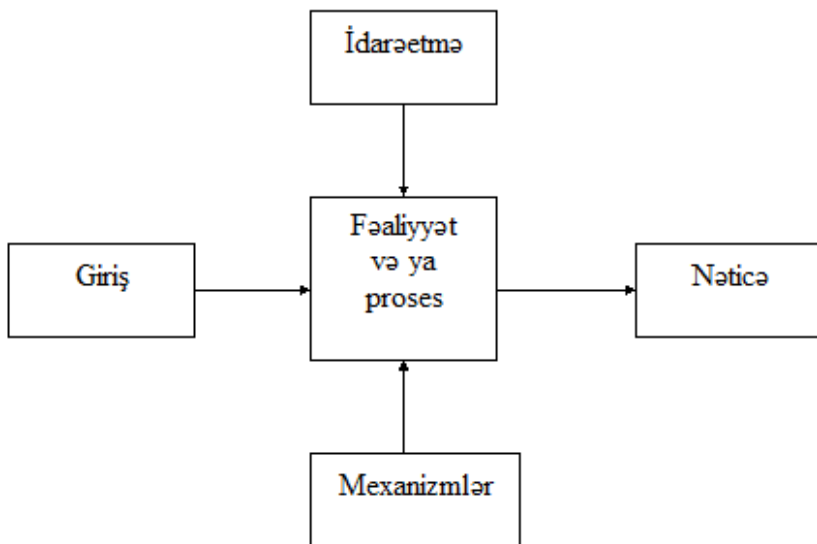 İdarəetmə
Fəaliyyət
və ya
proses
Giriş
Nəticə
Mexanizmlər